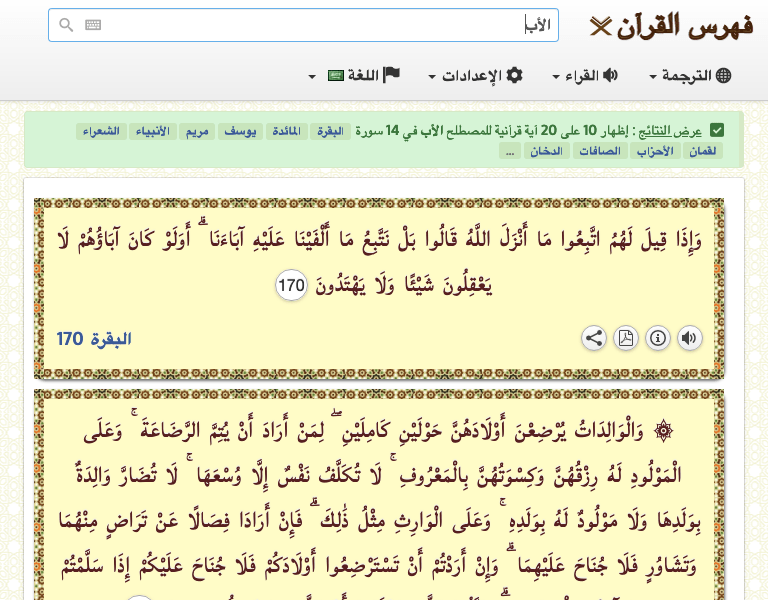 فهرس القرآن
الأب
الترجمة القراء الإعدادات اللغة
عرض النتائج : إظهار 10 على 20 آية قرآنية للمصطلح الأب في 14 سورة البقرة المائدة يوسف مريم الأنبياء الشعراء
لقمان الأحزاب الصافات الدخان ...
وَإِذَا قِيلَ لَهُمُ اتَّبِعُوا مَا أَنْزَلَ اللَّهُ قَالُوا بَلْ نَتَّبِعُ مَا أَلْفَيْنَا عَلَيْهِ آبَاءَنَا ۗ أَوَلَوْ كَانَ آبَاؤُهُمْ لَا
يَعْقِلُونَ شَيْئًا وَلَا يَهْتَدُونَ 170
البقرة 170
۞ وَالْوَالِدَاتُ يُرْضِعْنَ أَوْلَادَهُنَّ حَوْلَيْنِ كَامِلَيْنِ ۖ لِمَنْ أَرَادَ أَنْ يُتِمَّ الرَّضَاعَةَ ۚ وَعَلَى
الْمَوْلُودِ لَهُ رِزْقُهُنَّ وَكِسْوَتُهُنَّ بِالْمَعْرُوفِ ۚ لَا تُكَلَّفُ نَفْسٌ إِلَّا وُسْعَهَا ۚ لَا تُضَارَّ وَالِدَةٌ
بِوَلَدِهَا وَلَا مَوْلُودٌ لَهُ بِوَلَدِهِ ۚ وَعَلَى الْوَارِثِ مِثْلُ ذَٰلِكَ ۗ فَإِنْ أَرَادَا فِصَالًا عَنْ تَرَاضٍ مِنْهُمَا
وَتَشَاوُرٍ فَلَا جُنَاحَ عَلَيْهِمَا ۗ وَإِنْ أَرَدْتُمْ أَنْ تَسْتَرْضِعُوا أَوْلَادَكُمْ فَلَا جُنَاحَ عَلَيْكُمْ إِذَا سَلَّمْتُمْ